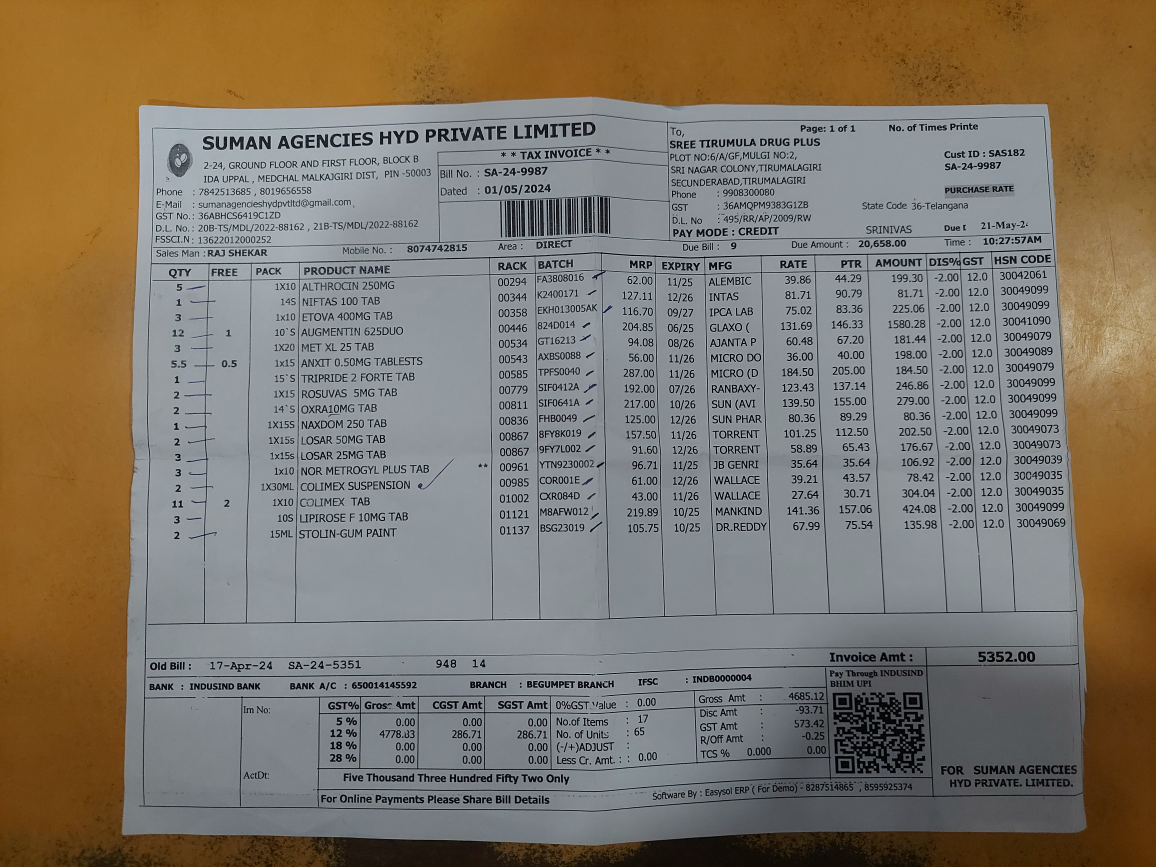 SUMAN AGENCIES HYD PRIVATE LIMITED
2-24, GROUND FLOOR AND FIRST FLOOR, BLOCK B
IDA UPPAL , MEDCHAL MALKAJGIRI DIST, PIN -50003
Phone : 7842513685 , 8019656558
E-Mail : sumanagencieshydpvtltd@gmail.com
GST No.: 36ABHCS6419C1ZD
D.L. No.: 20B-TS/MDL/2022-88162 , 21B-TS/MDL/2022-88162
FSSCI.N : 13622012000252
Sales Man : RAJ SHEKAR Mobile No. : 8074742815 Area : DIRECT
* * TAX INVOICE * *
Bill No. : SA-24-9987
Dated : 01/05/2024
To, Page: 1 of 1 No. of Times Printe
SREE TIRUMULA DRUG PLUS
PLOT NO:6/A/GF,MULGI NO:2,
SRI NAGAR COLONY,TIRUMALAGIRI
SECUNDERABAD,TIRUMALAGIRI
Phone : 9908300080
GST : 36AMQPM9383G1ZB State Code 36-Telangana
D.L. No : 495/RR/AP/2009/RW
PAY MODE : CREDIT SRINIVAS
Cust ID : SAS182
SA-24-9987
PURCHASE RATE
Due Bill : 9 Due Amount : 20,658.00
Due 21-May-2
Time : 10:27:57AM
QTY FREE PACK PRODUCT NAME RACK BATCH MRP EXPIRY MFG RATE PTR AMOUNT DIS% GST HSN CODE
5 1X10 ALTHROCIN 250MG 00294 FA3808016 62.00 11/25 ALEMBIC 39.86 44.29 199.30 -2.00 12.0 30042061
1 14S NIFTAS 100 TAB 00344 K2400171 127.11 12/26 INTAS 81.71 90.79 81.71 -2.00 12.0 30049099
3 1x10 ETOVA 400MG TAB 00358 EKH013005AK 116.70 09/27 IPCA LAB 75.02 83.36 225.06 -2.00 12.0 30049099
12 1 10`S AUGMENTIN 625DUO 00446 824D014 204.85 06/25 GLAXO ( 131.69 146.33 1580.28 -2.00 12.0 30041090
3 1X20 MET XL 25 TAB 00534 GT16213 94.08 08/26 AJANTA P 60.48 67.20 181.44 -2.00 12.0 30049079
5.5 0.5 1x15 ANXIT 0.50MG TABLESTS 00543 AXBS0088 56.00 11/26 MICRO DO 36.00 40.00 198.00 -2.00 12.0 30049089
1 15`S TRIPRIDE 2 FORTE TAB 00585 TPFS0040 287.00 11/26 MICRO (D 184.50 205.00 184.50 -2.00 12.0 30049079
2 1X15 ROSUVAS 5MG TAB 00779 SIF0412A 192.00 07/26 RANBAXY- 123.43 137.14 246.86 -2.00 12.0 30049099
2 14`S OXRA10MG TAB 00811 SIF0641A 217.00 10/26 SUN (AVI 139.50 155.00 279.00 -2.00 12.0 30049099
1 1X15S NAXDOM 250 TAB 00836 FHB0049 125.00 12/26 SUN PHAR 80.36 89.29 80.36 -2.00 12.0 30049099
2 1X15s LOSAR 50MG TAB 00867 8FY8K019 157.50 11/26 TORRENT 101.25 112.50 202.50 -2.00 12.0 30049073
3 1x15s LOSAR 25MG TAB 00867 9FY7L002 91.60 12/26 TORRENT 58.89 65.43 176.67 -2.00 12.0 30049073
3 1x10 NOR METROGYL PLUS TAB ** 00961 YTN9230002 96.71 11/25 JB GENRI 35.64 35.64 106.92 -2.00 12.0 30049039
2 1X30ML COLIMEX SUSPENSION 00985 COR001E 61.00 12/26 WALLACE 39.21 43.57 78.42 -2.00 12.0 30049035
11 2 1X10 COLIMEX TAB 01002 CXR084D 43.00 11/26 WALLACE 27.64 30.71 304.04 -2.00 12.0 30049035
3 10S LIPIROSE F 10MG TAB 01121 M8AFW012 219.89 10/25 MANKIND 141.36 157.06 424.08 -2.00 12.0 30049099
2 15ML STOLIN-GUM PAINT 01137 BSG23019 105.75 10/25 DR.REDDY 67.99 75.54 135.98 -2.00 12.0 30049069
Old Bill : 17-Apr-24 SA-24-5351 948 14 Invoice Amt : 5352.00
BANK : INDUSIND BANK BANK A/C : 650014145592 BRANCH : BEGUMPET BRANCH IFSC : INDB0000004
Pay Through INDUSIND
BHIM UPI
Irn No:
ActDt:
GST% Gross Amt CGST Amt SGST Amt
5 % 0.00 0.00 0.00
12 % 4778.83 286.71 286.71
18 % 0.00 0.00 0.00
28 % 0.00 0.00 0.00
0%GST Value : 0.00
No.of Items : 17
No. of Units : 65
(-/+)ADJUST :
Less Cr. Amt. : : 0.00
Gross Amt : 4685.12
Disc Amt : -93.71
GST Amt : 573.42
R/Off Amt : -0.25
TCS % 0.000 0.00
Five Thousand Three Hundred Fifty Two Only
For Online Payments Please Share Bill Details
Software By : Easysol ERP ( For Demo) - 8287514865 , 8595925374
FOR SUMAN AGENCIES
HYD PRIVATE. LIMITED.